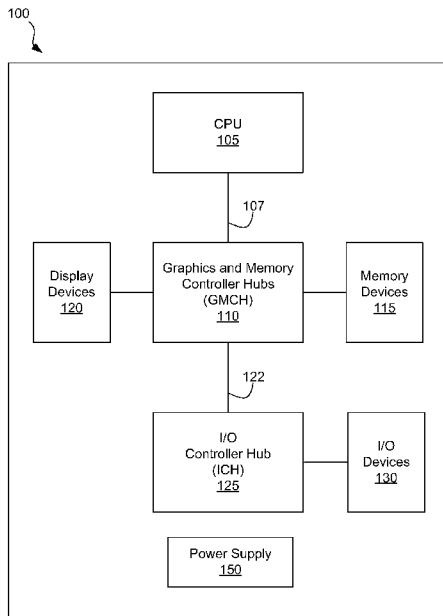 100
CPU
105
107
Display
Devices
120
Graphics and Memory
Controller Hubs
(GMCH)
110
Memory
Devices
115
122
I/O
Controller Hub
(ICH)
125
I/O
Devices
130
Power Supply
150